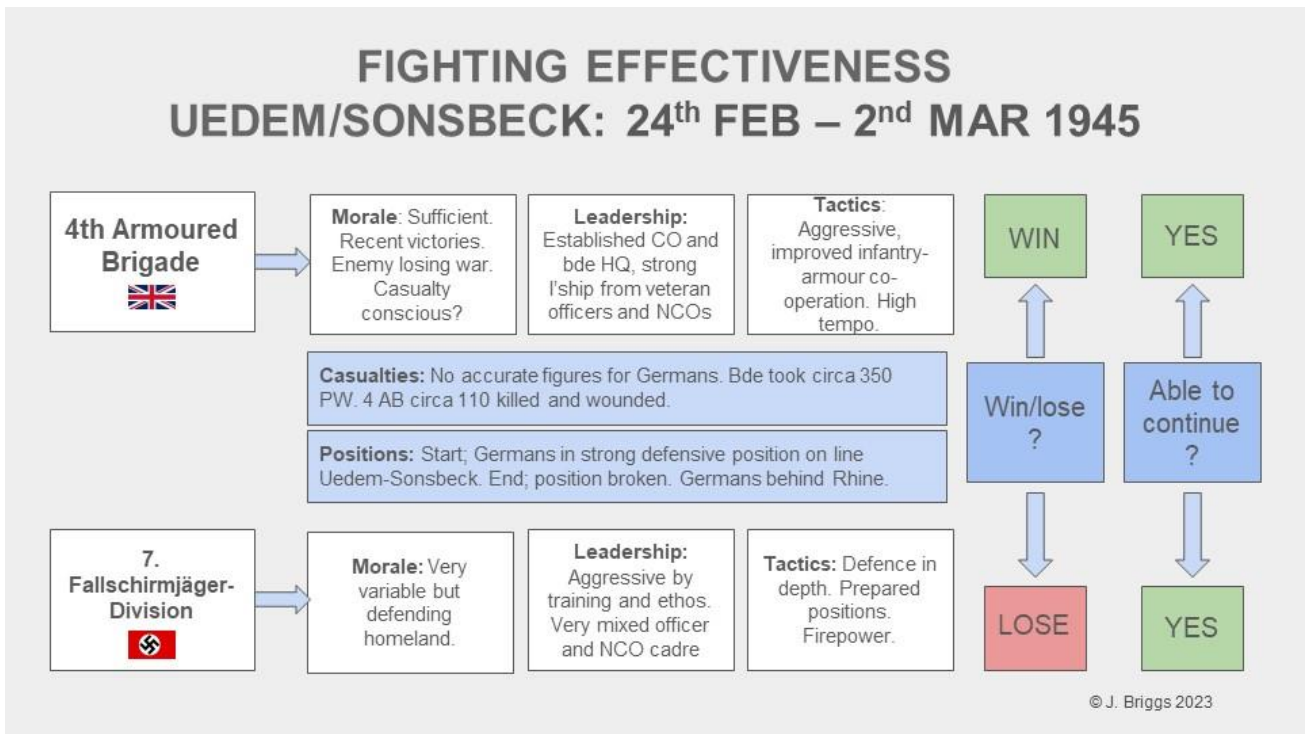 FIGHTING EFFECTIVENESS
UEDEM/SONSBECK: 24th FEB – 2nd MAR 1945
4th Armoured
Brigade
Morale: Sufficient.
Recent victories.
Enemy losing war.
Casualty
conscious?
Leadership:
Established CO and
bde HQ, strong
l'ship from veteran
officers and NCOs
Tactics:
Aggressive,
improved infantry-
armour co-
operation. High
tempo.
WIN
YES
Casualties: No accurate figures for Germans. Bde took circa 350
PW. 4 AB circa 110 killed and wounded.
Positions: Start; Germans in strong defensive position on line
Uedem-Sonsbeck. End; position broken. Germans behind Rhine.
Win/lose
?
Able to
continue
?
7.
Fallschirmjäger-
Division
Morale: Very
variable but
defending
homeland.
Leadership:
Aggressive by
training and ethos.
Very mixed officer
and NCO cadre
Tactics: Defence in
depth. Prepared
positions.
Firepower.
LOSE
YES
© J. Briggs 2023